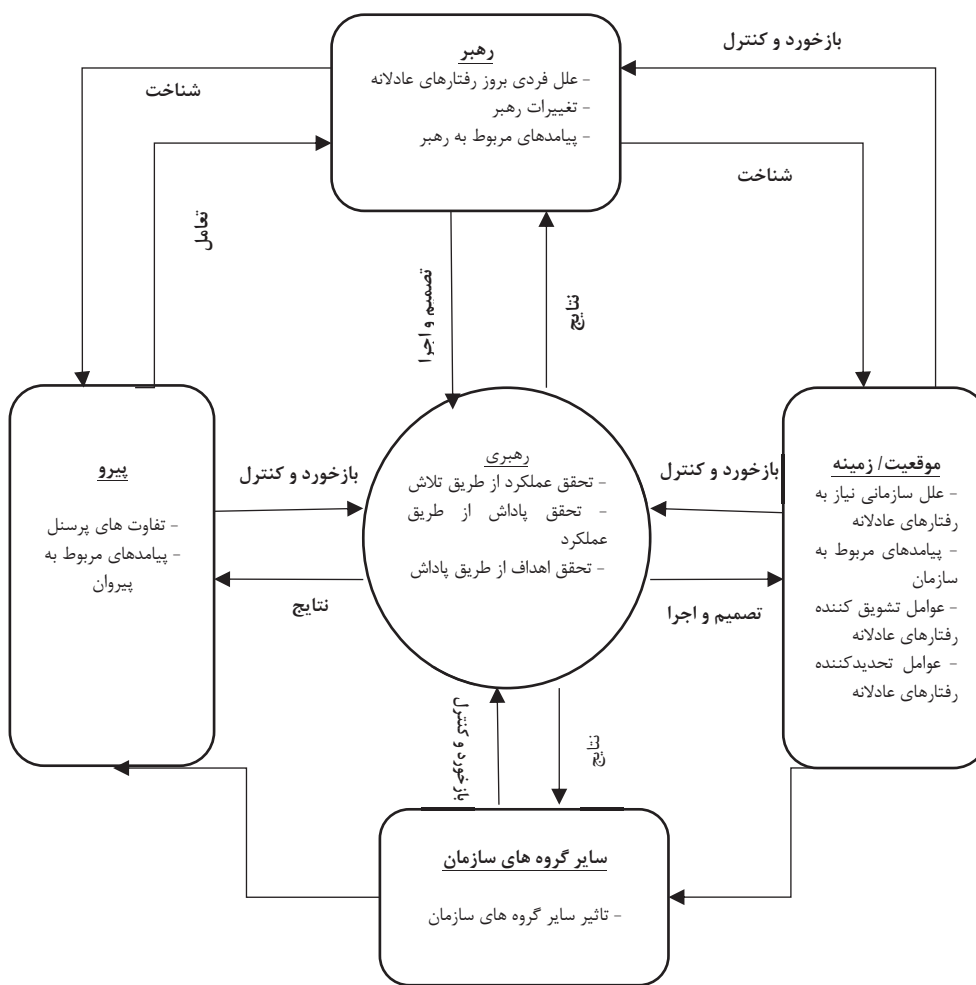 رهبر
- علل فردی بروز رفتارهای عادلانه
- تغییرات رهبر
- پیامدهای مربوط به رهبر
بازخورد و کنترل
شناخت
شناخت
تعامل
تصمیم و اجرا
نتایج
موقعیت/ زمینه
- علل سازمانی نیاز به
رفتارهای عادلانه
- پیامدهای مربوط به
سازمان
- عوامل تشویق کننده
رفتارهای عادلانه
- عوامل تحدیدکننده
رفتارهای عادلانه
بازخورد و کنترل
تصمیم و اجرا
رهبری
- تحقق عملکرد از طریق تلاش
- تحقق پاداش از طریق
عملکرد
- تحقق اهداف از طریق پاداش
بازخورد و کنترل
نتایج
پیرو
- تفاوت های پرسنل
- پیامدهای مربوط به
پیروان
نتایج
بازخورد و کنترل
سایر گروه های سازمان
- تاثیر سایر گروه های سازمان